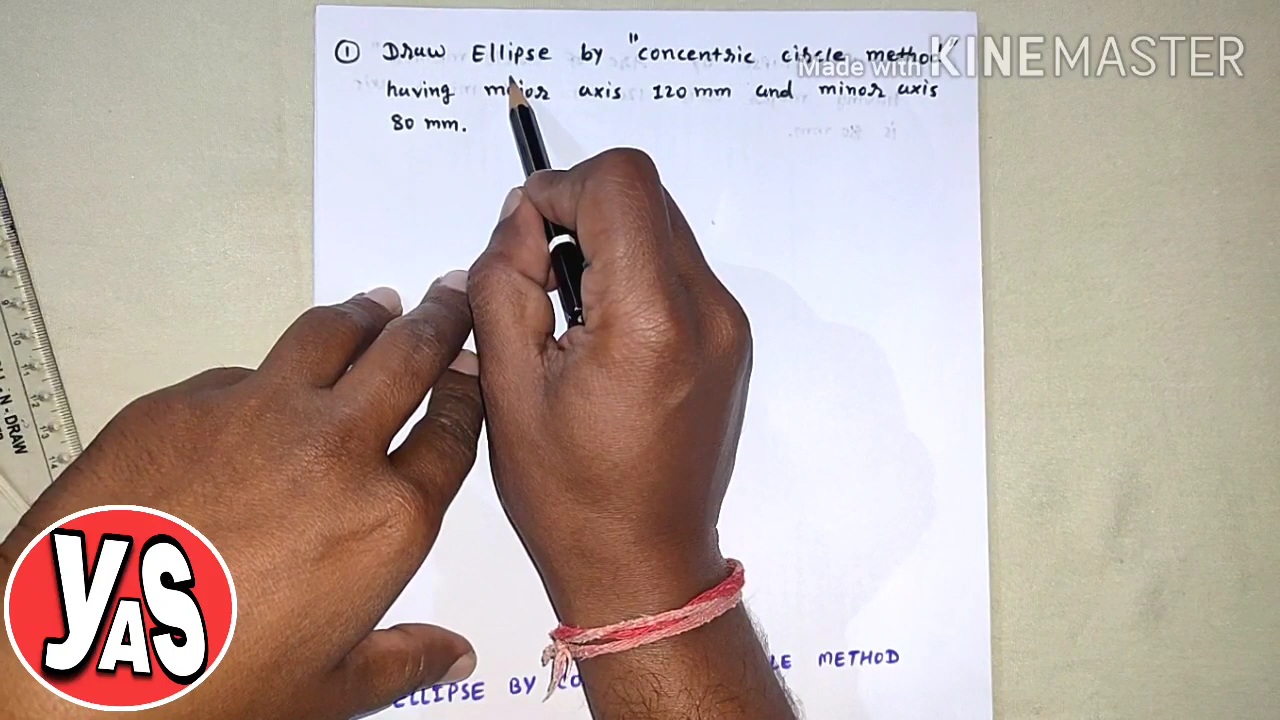 ① Draw Ellipse by "concentric circle method"
Made with KINEMASTER
having major axis 120 mm and minor axis
80 mm.
YAS
METHOD
ELLIPSE BY